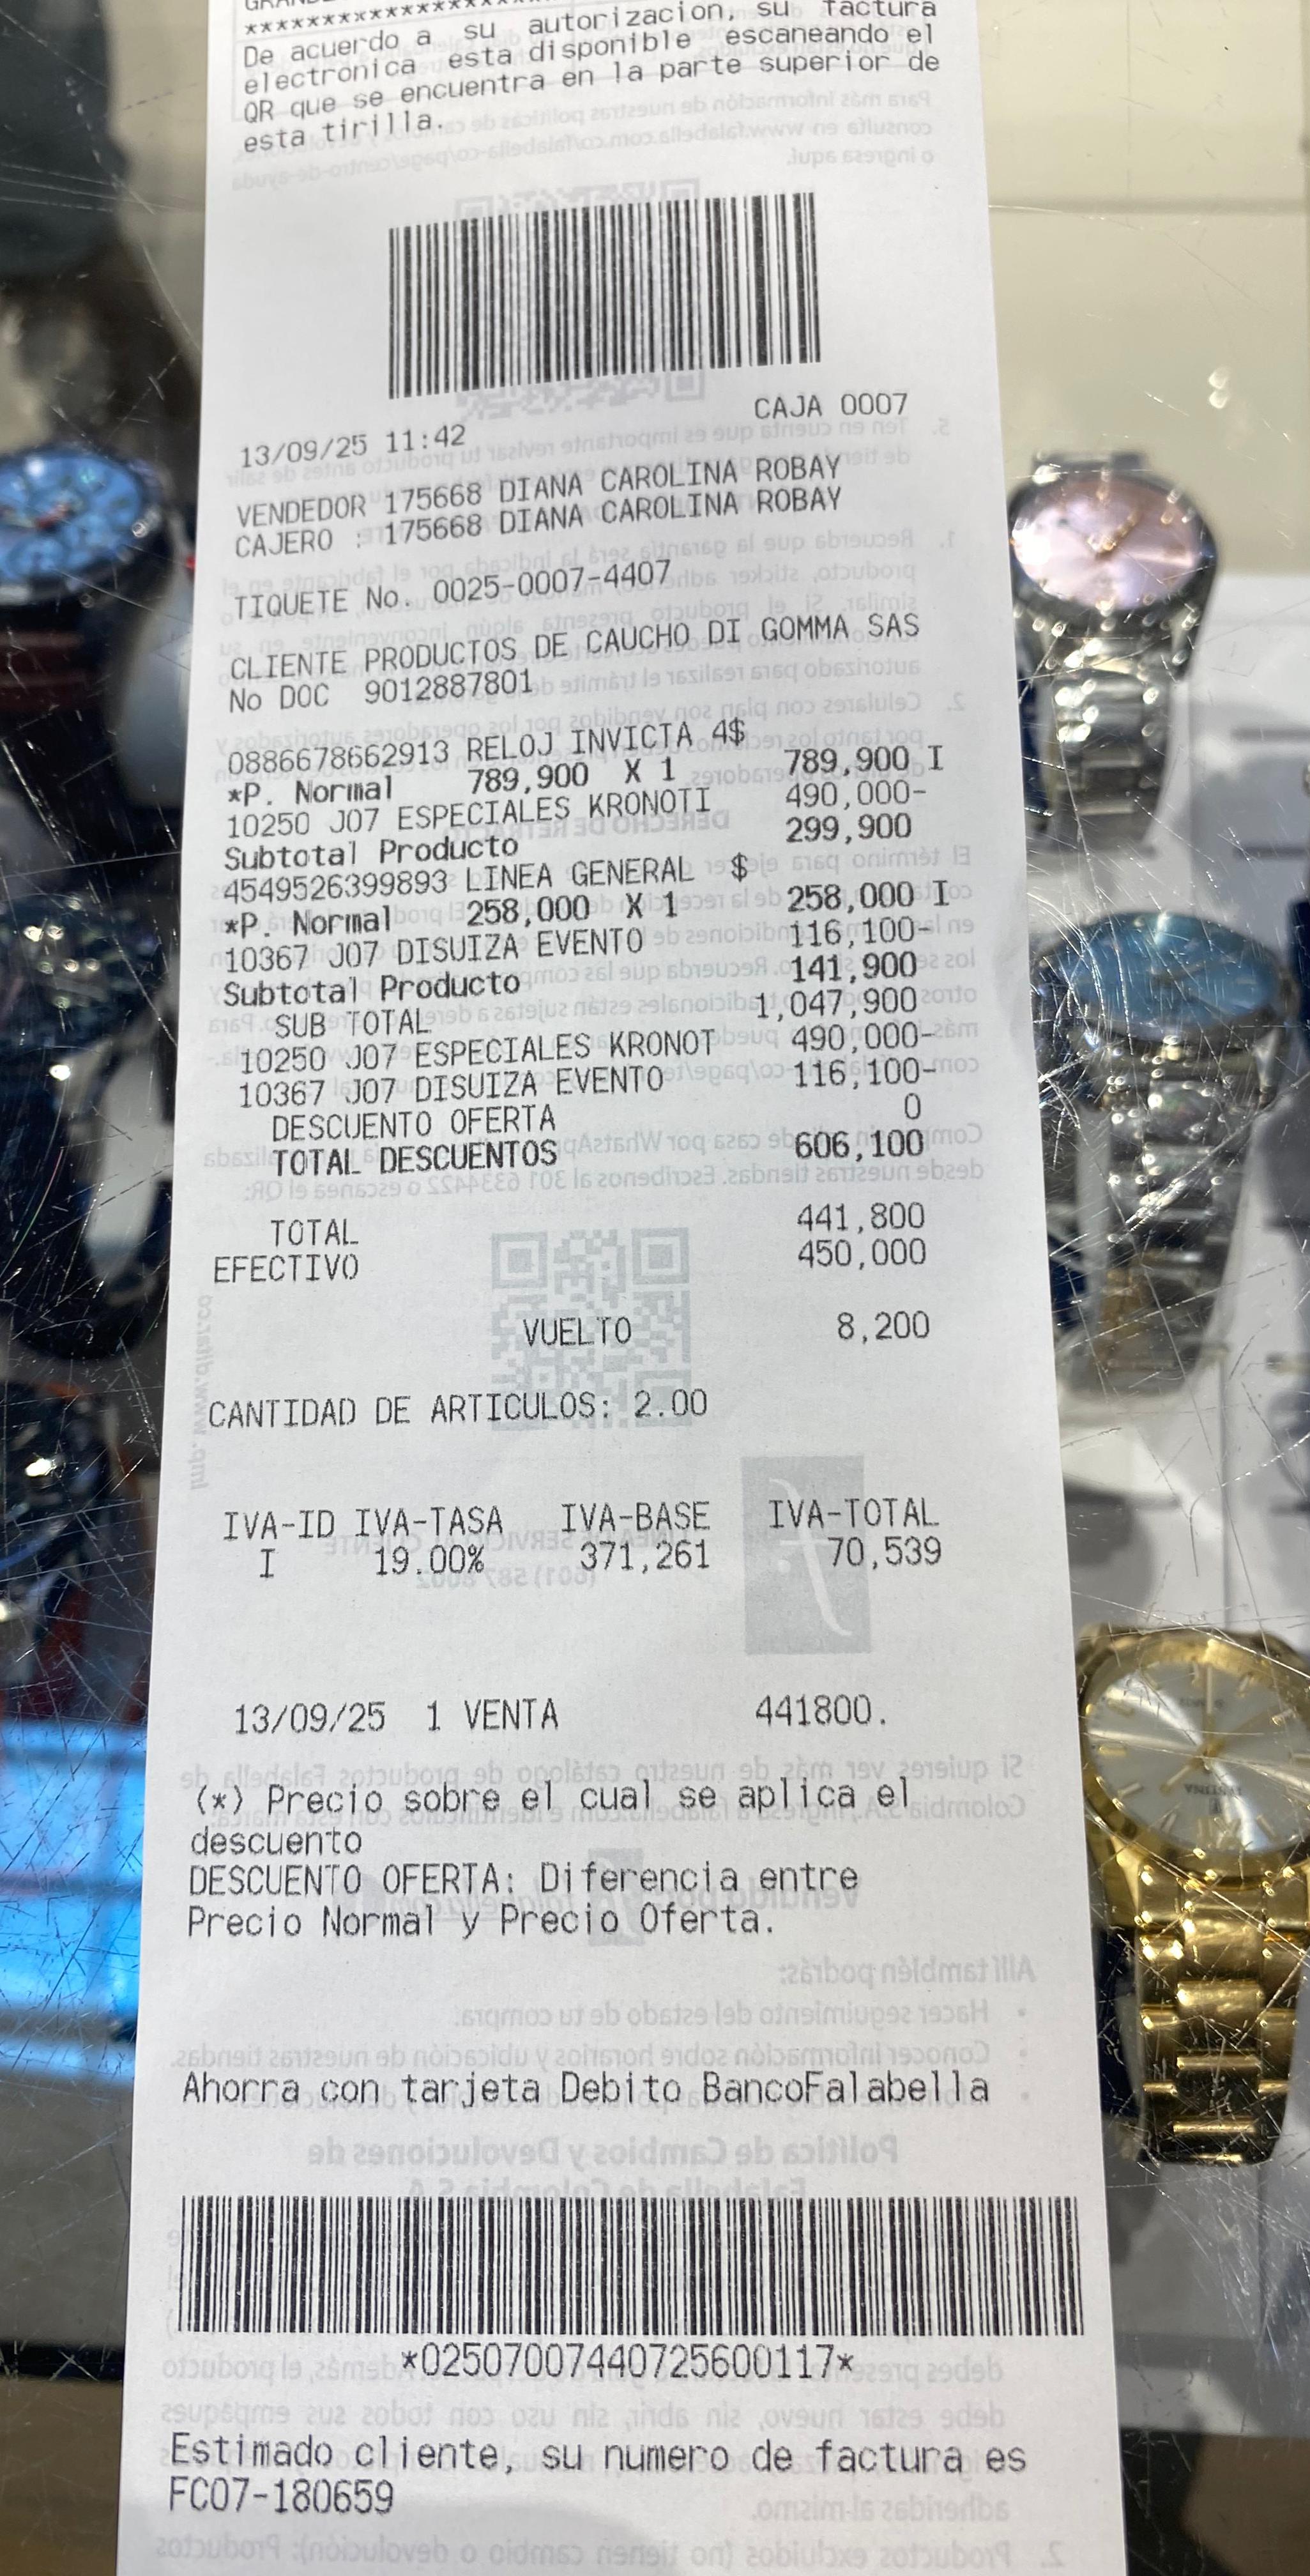 ***********************
De acuerdo a su autorizacion, su factura
electronica esta disponible escaneando el
QR que se encuentra en la parte superior de
esta tirilla.
CAJA 0007
13/09/25 11:42
VENDEDOR 175668 DIANA CAROLINA ROBAY
CAJERO : 175668 DIANA CAROLINA ROBAY
TIQUETE No. 0025-0007-4407
CLIENTE PRODUCTOS DE CAUCHO DI GOMMA SAS
No DOC 9012887801
0886678662913 RELOJ INVICTA 4$
*P. Normal 789,900 X 1 789,900 I
10250 J07 ESPECIALES KRONOTI 490,000-
Subtotal Producto 299,900
4549526399893 LINEA GENERAL $
*P. Normal 258,000 X 1 258,000 I
10367 J07 DISUIZA EVENTO 116,100-
Subtotal Producto 141,900
SUB TOTAL 1,047,900
10250 J07 ESPECIALES KRONOT 490,000-
10367 J07 DISUIZA EVENTO 116,100-
DESCUENTO OFERTA 0
TOTAL DESCUENTOS 606,100
TOTAL 441,800
EFECTIVO 450,000
VUELTO 8,200
CANTIDAD DE ARTICULOS: 2.00
IVA-ID IVA-TASA IVA-BASE IVA-TOTAL
I 19.00% 371,261 70,539
13/09/25 1 VENTA 441800.
(*) Precio sobre el cual se aplica el
descuento
DESCUENTO OFERTA: Diferencia entre
Precio Normal y Precio Oferta.
Ahorra con tarjeta Debito BancoFalabella
*02507007440725600117*
Estimado cliente, su numero de factura es
FC07-180659